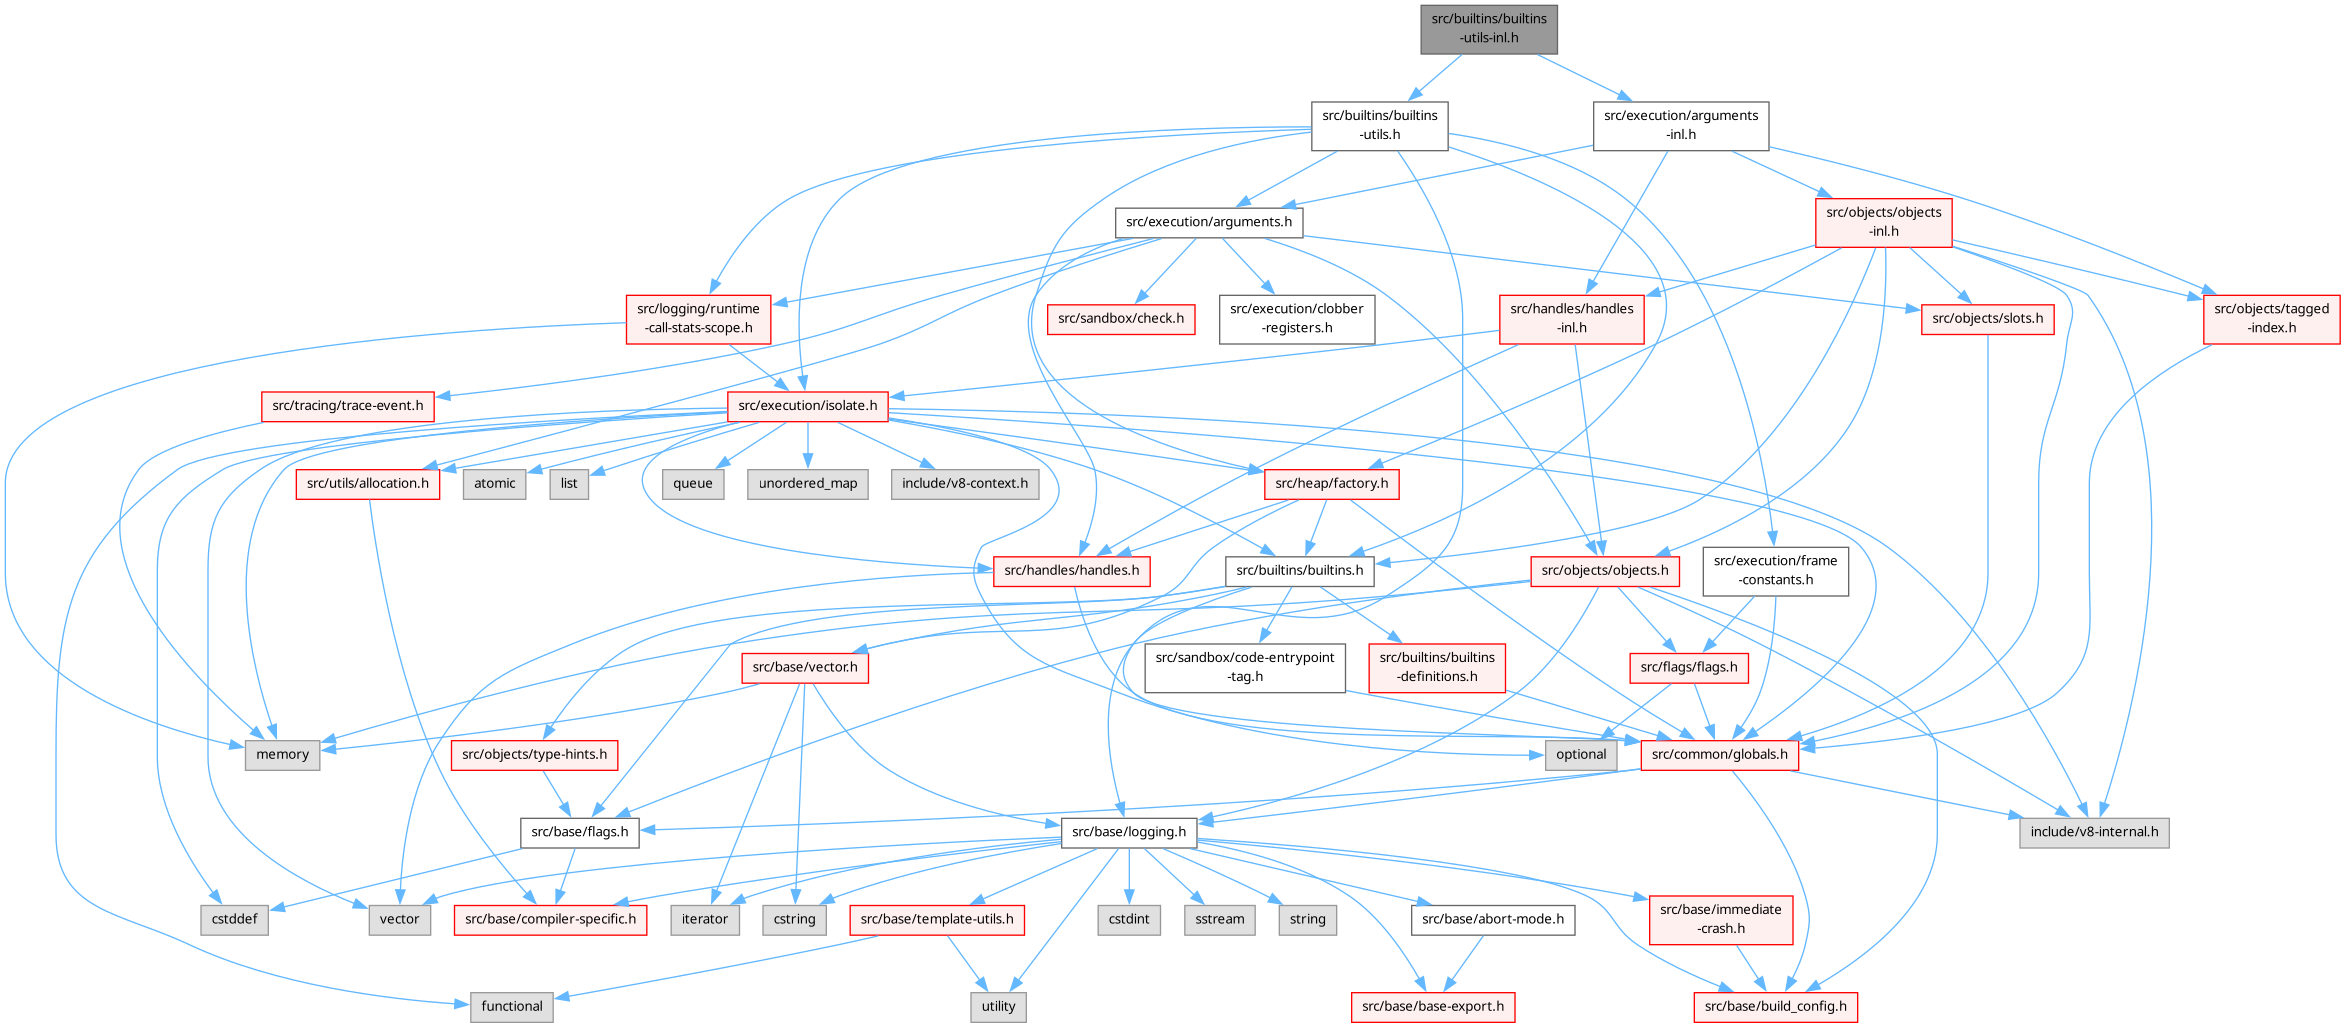 src/builtins/builtins
-utils-inl.h
src/builtins/builtins
-utils.h
src/execution/arguments
-inl.h
src/execution/arguments.h
src/objects/objects
-inl.h
src/logging/runtime
-call-stats-scope.h
src/sandbox/check.h
src/execution/clobber
-registers.h
src/handles/handles
-inl.h
src/objects/slots.h
src/objects/tagged
-index.h
src/tracing/trace-event.h
src/execution/isolate.h
src/utils/allocation.h
atomic
list
queue
unordered_map
include/v8-context.h
src/heap/factory.h
src/handles/handles.h
src/builtins/builtins.h
src/objects/objects.h
src/execution/frame
-constants.h
src/base/vector.h
src/sandbox/code-entrypoint
-tag.h
src/builtins/builtins
-definitions.h
src/flags/flags.h
memory
src/objects/type-hints.h
optional
src/common/globals.h
src/base/flags.h
src/base/logging.h
include/v8-internal.h
cstddef
vector
src/base/compiler-specific.h
iterator
cstring
src/base/template-utils.h
cstdint
sstream
string
src/base/abort-mode.h
src/base/immediate
-crash.h
functional
utility
src/base/base-export.h
src/base/build_config.h